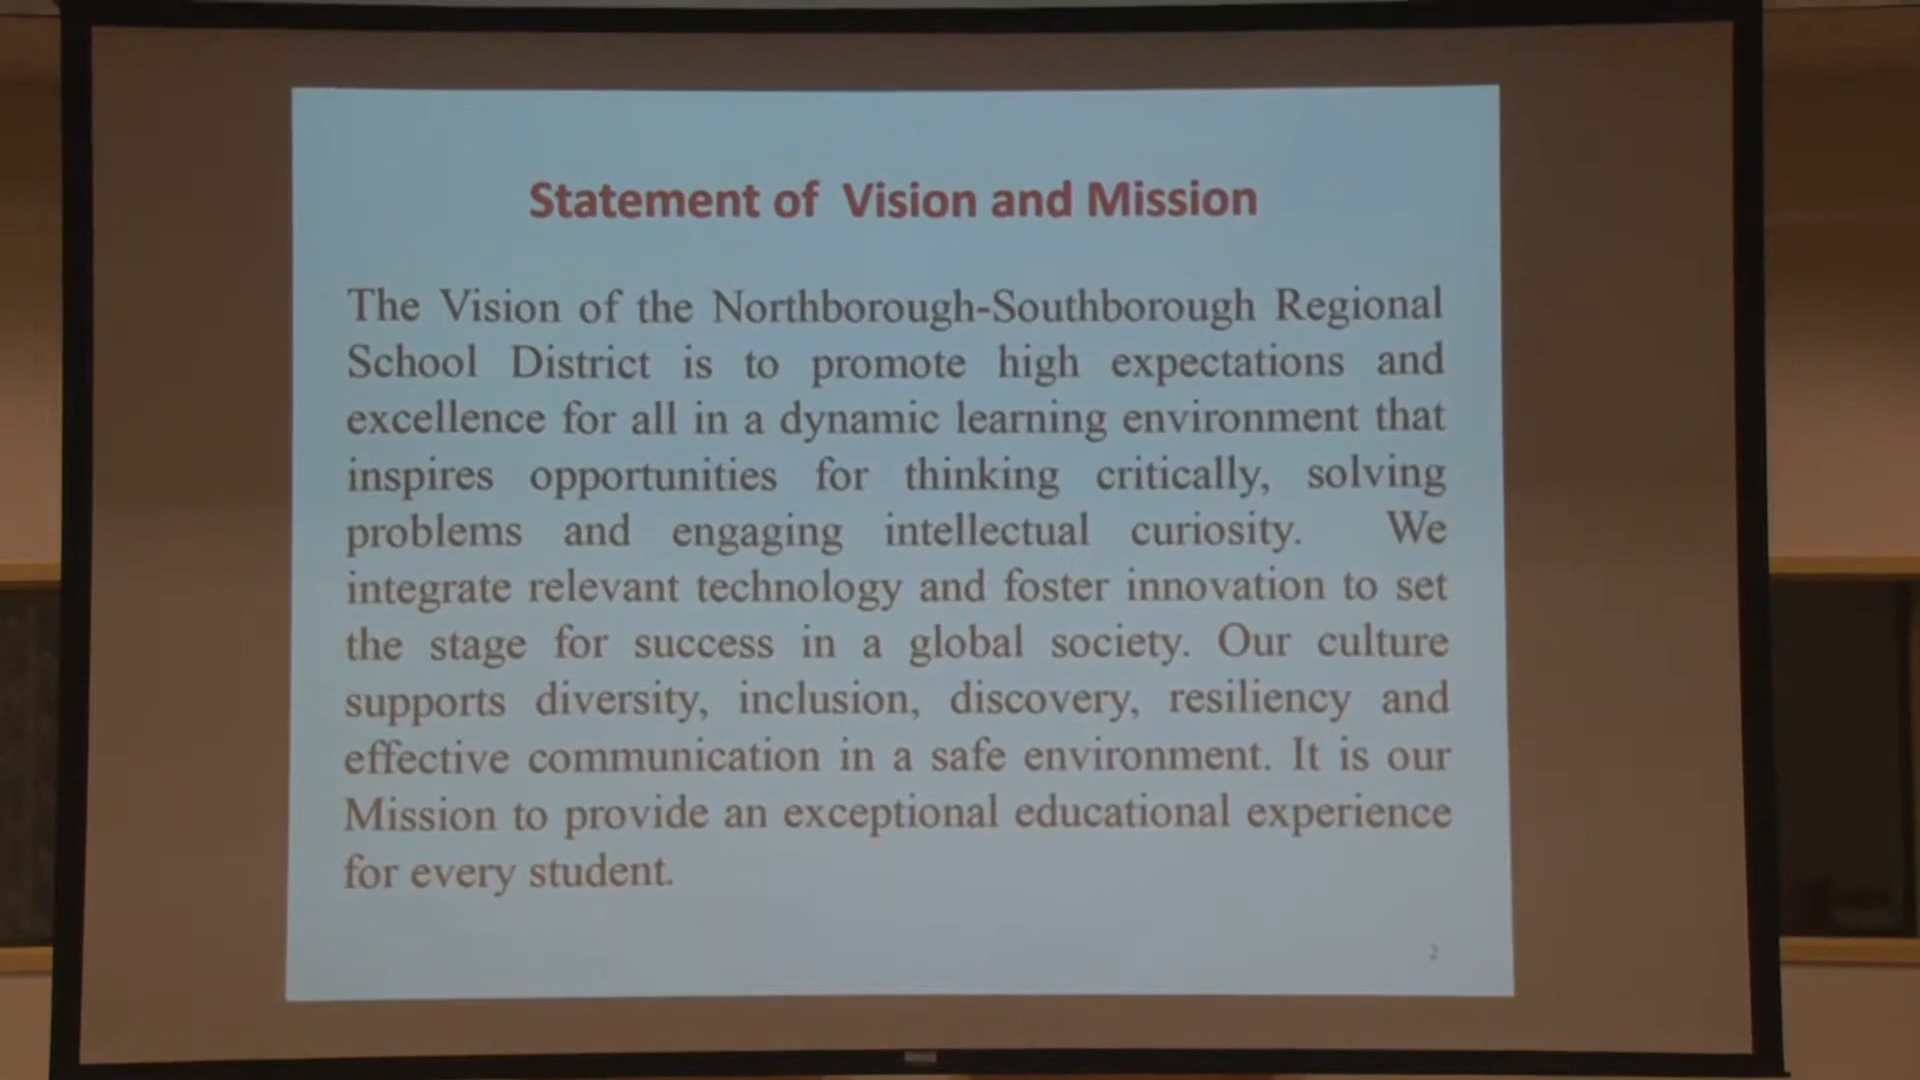 Statement of Vision and Mission
The Vision of the Northborough-Southborough Regional
School District is to promote high expectations and
excellence for all in a dynamic learning environment that
inspires opportunities for thinking critically, solving
problems and engaging intellectual curiosity. We
integrate relevant technology and foster innovation to set
the stage for success in a global society. Our culture
supports diversity, inclusion, discovery, resiliency and
effective communication in a safe environment. It is our
Mission to provide an exceptional educational experience
for every student.
2